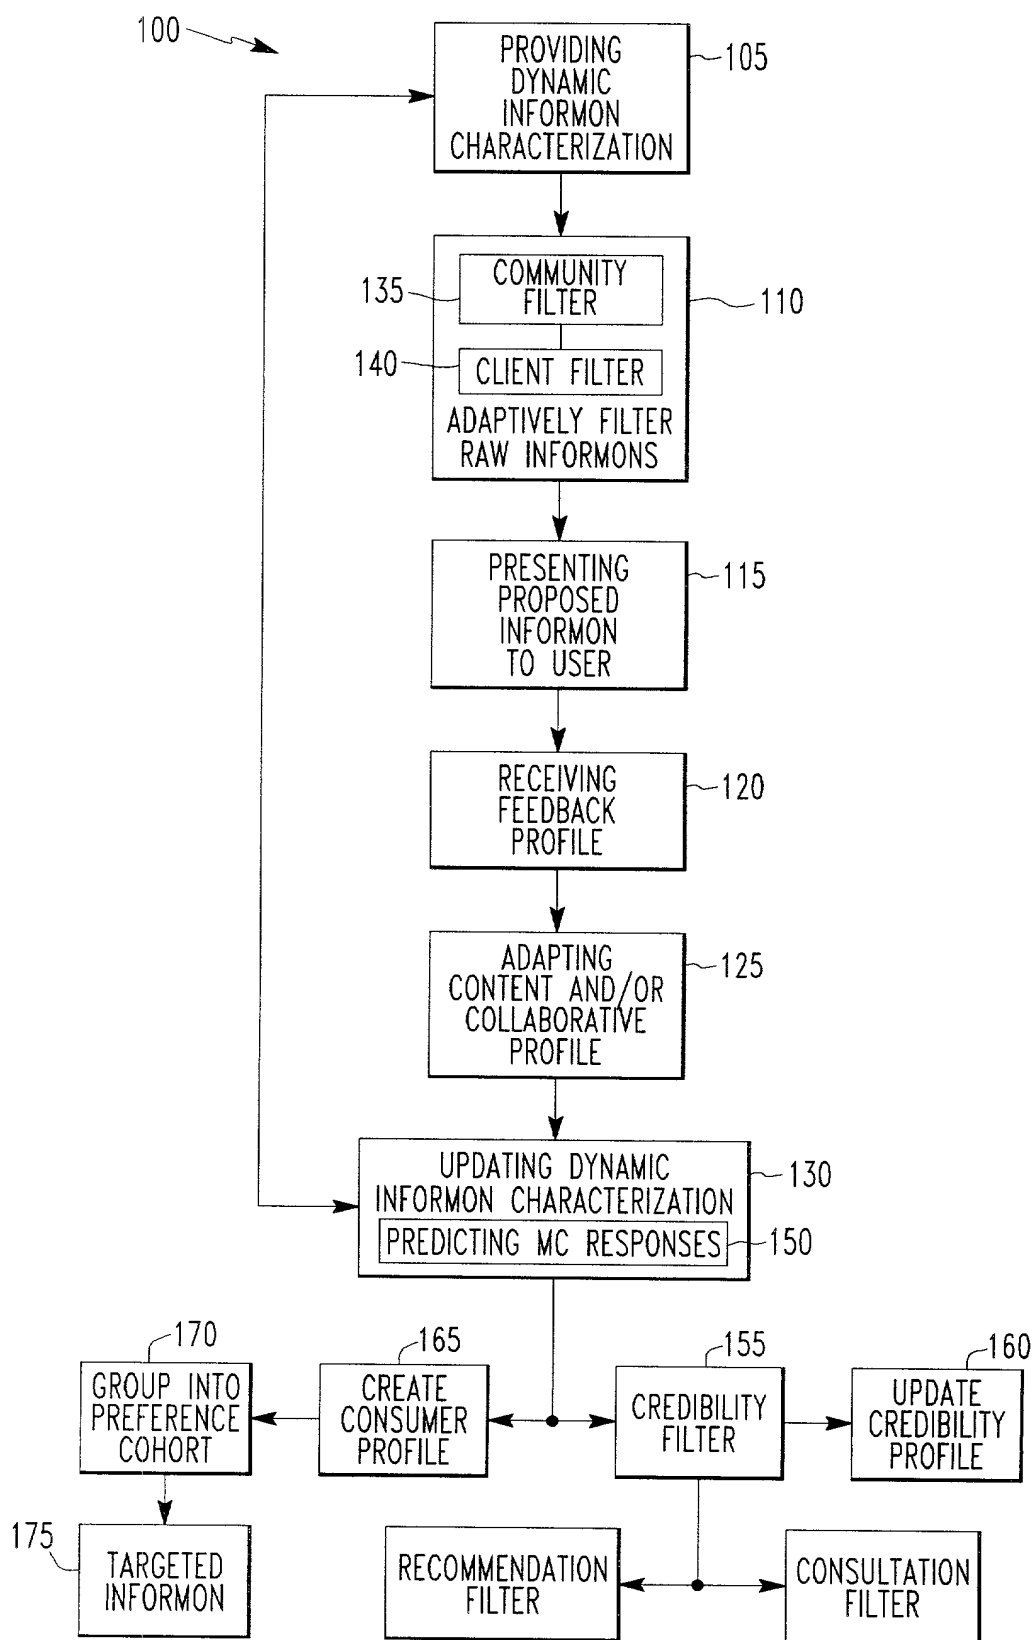 100
PROVIDING
DYNAMIC
INFORMON
CHARACTERIZATION
105
COMMUNITY
FILTER
135
110
140
CLIENT FILTER
ADAPTIVELY FILTER
RAW INFORMONS
PRESENTING
PROPOSED
INFORMON
TO USER
115
RECEIVING
FEEDBACK
PROFILE
120
ADAPTING
CONTENT AND/OR
COLLABORATIVE
PROFILE
125
UPDATING DYNAMIC
INFORMON CHARACTERIZATION
130
PREDICTING MC RESPONSES
150
170
GROUP INTO
PREFERENCE
COHORT
165
CREATE
CONSUMER
PROFILE
155
CREDIBILITY
FILTER
160
UPDATE
CREDIBILITY
PROFILE
175
TARGETED
INFORMON
RECOMMENDATION
FILTER
CONSULTATION
FILTER